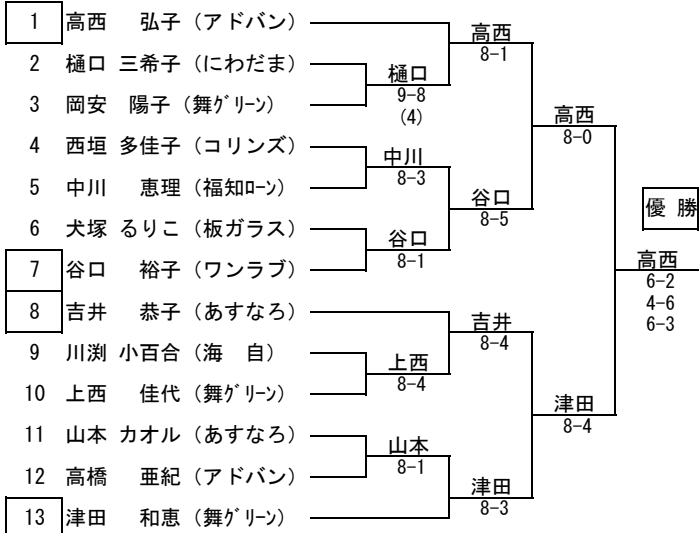 1 高西 弘子 (アドバン)
高西
8-1
2 樋口 三希子 (にわだま)
樋口
9-8
(4)
3 岡安 陽子 (舞グリーン)
高西
8-0
4 西垣 多佳子 (コリンズ)
中川
8-3
5 中川 恵理 (福知ローン)
谷口
8-5
6 犬塚 るりこ (板ガラス)
谷口
8-1
7 谷口 裕子 (ワンラブ)
優 勝
高西
6-2
4-6
6-3
8 吉井 恭子 (あすなろ)
吉井
8-4
9 川渕 小百合 (海 自)
上西
8-4
10 上西 佳代 (舞グリーン)
津田
8-4
11 山本 カオル (あすなろ)
山本
8-1
12 高橋 亜紀 (アドバン)
津田
8-3
13 津田 和恵 (舞グリーン)